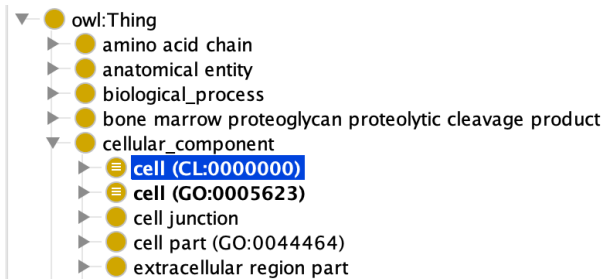 owl:Thing
amino acid chain
anatomical entity
biological_process
bone marrow proteoglycan proteolytic cleavage product
cellular_component
cell (CL:0000000)
cell (GO:0005623)
cell junction
cell part (GO:0044464)
extracellular region part